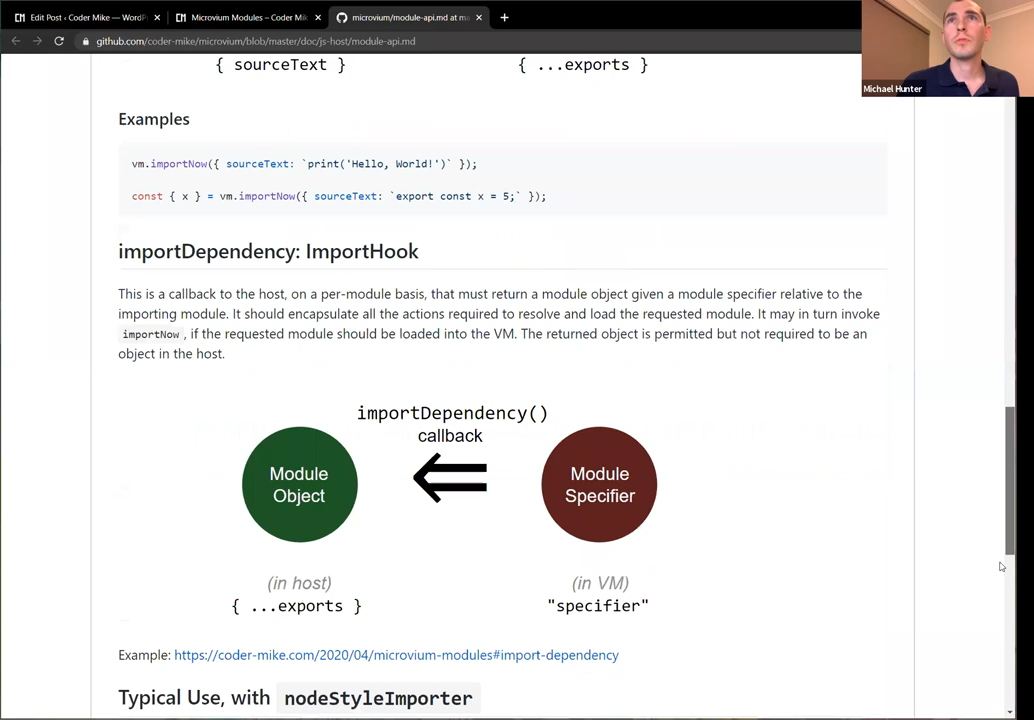 Edit Post ‹ Coder Mike — WordPr
Microvium Modules – Coder Mike
microvium/module-api.md at ma
github.com/coder-mike/microvium/blob/master/doc/js-host/module-api.md
Michael Hunter
{ sourceText }
{ ...exports }
Examples
vm.importNow({ sourceText: `print('Hello, World!')` });
const { x } = vm.importNow({ sourceText: `export const x = 5;` });
importDependency: ImportHook
This is a callback to the host, on a per-module basis, that must return a module object given a module specifier relative to the
importing module. It should encapsulate all the actions required to resolve and load the requested module. It may in turn invoke
importNow , if the requested module should be loaded into the VM. The returned object is permitted but not required to be an
object in the host.
importDependency()
callback
Module
Object
Module
Specifier
(in host)
(in VM)
{ ...exports }
"specifier"
Example: https://coder-mike.com/2020/04/microvium-modules#import-dependency
Typical Use, with nodeStyleImporter